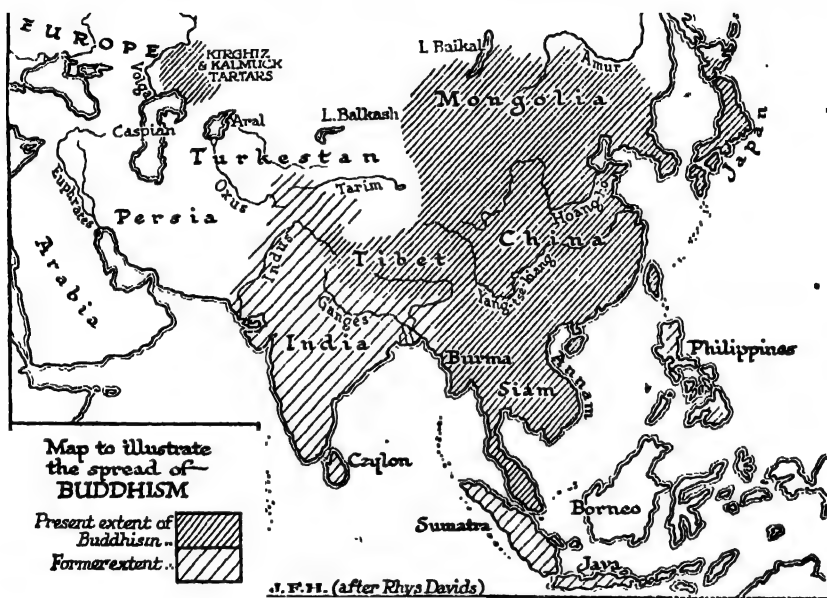 EUROPE
KIRGHIZ
& KALMUCK
TARTARS
Volga
L. Baikal
Amur
Mongolia
Caspian
Aral
L. Balkash
Turkestan
Japan
Euphrates
Oxus
Tarim
Hoang-ho
Persia
China
Arabia
Indus
Tibet
Yangtse-kiang
Ganges
India
Burma
Annam
Philippines
Siam
Map to illustrate
the spread of—
BUDDHISM
Ceylon
Present extent of
Buddhism..
Former extent..
Sumatra
Borneo
Java
J.F.H. (after Rhys Davids)